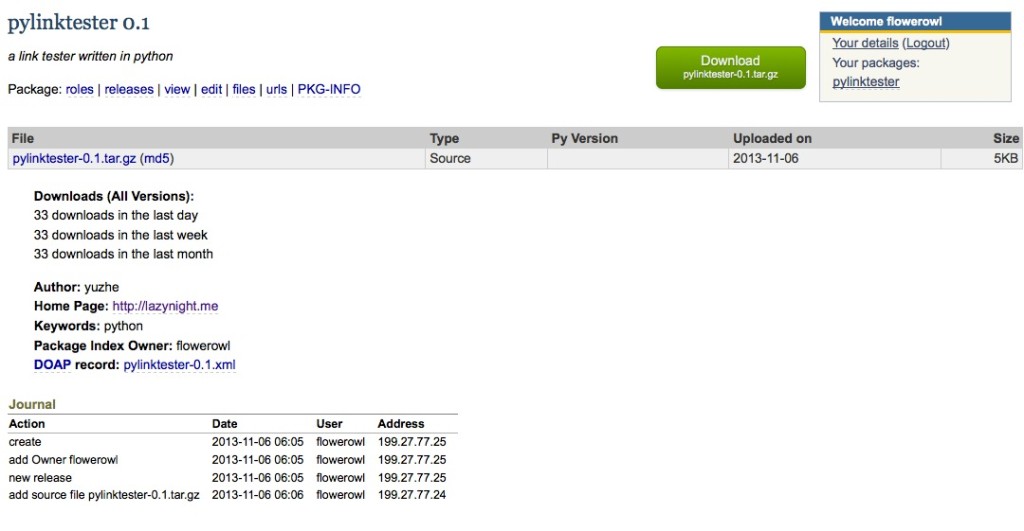 pylinktester 0.1
a link tester written in python
Package: roles | releases | view | edit | files | urls | PKG-INFO
Download
pylinktester-0.1.tar.gz
Welcome flowerowl
Your details (Logout)
Your packages:
pylinktester
File Type Py Version Uploaded on Size
pylinktester-0.1.tar.gz (md5) Source 2013-11-06 5KB
Downloads (All Versions):
33 downloads in the last day
33 downloads in the last week
33 downloads in the last month
Author: yuzhe
Home Page: http://lazynight.me
Keywords: python
Package Index Owner: flowerowl
DOAP record: pylinktester-0.1.xml
Journal
Action Date User Address
create 2013-11-06 06:05 flowerowl 199.27.77.25
add Owner flowerowl 2013-11-06 06:05 flowerowl 199.27.77.25
new release 2013-11-06 06:05 flowerowl 199.27.77.25
add source file pylinktester-0.1.tar.gz 2013-11-06 06:06 flowerowl 199.27.77.24